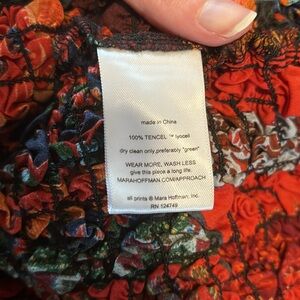 made in China
100% TENCEL™ lyocell
dry clean only,preferably "green"
WEAR MORE, WASH LESS
give this piece a long life.
MARAHOFFMAN.COM/APPROACH
all prints © Mara Hoffman, Inc.
RN 124749